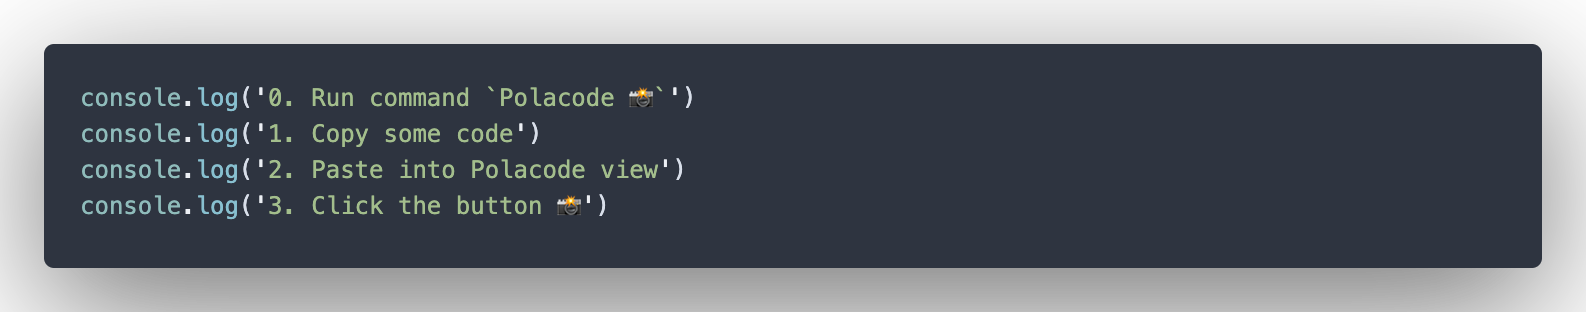 console.log('0. Run command `Polacode 📸`')
console.log('1. Copy some code')
console.log('2. Paste into Polacode view')
console.log('3. Click the button 📸')